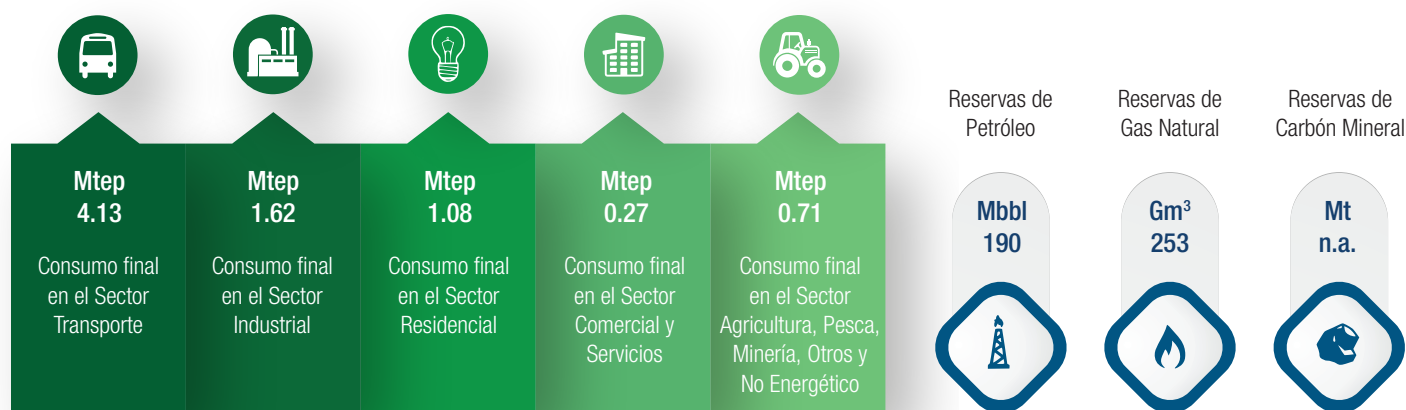 Mtep
4.13
Consumo final
en el Sector
Transporte
Mtep
1.62
Consumo final
en el Sector
Industrial
Mtep
1.08
Consumo final
en el Sector
Residencial
Mtep
0.27
Consumo final
en el Sector
Comercial y
Servicios
Mtep
0.71
Consumo final
en el Sector
Agricultura, Pesca,
Minería, Otros y
No Energético
Reservas de
Petróleo
Mbbl
190
Reservas de
Gas Natural
Gm³
253
Reservas de
Carbón Mineral
Mt
n.a.